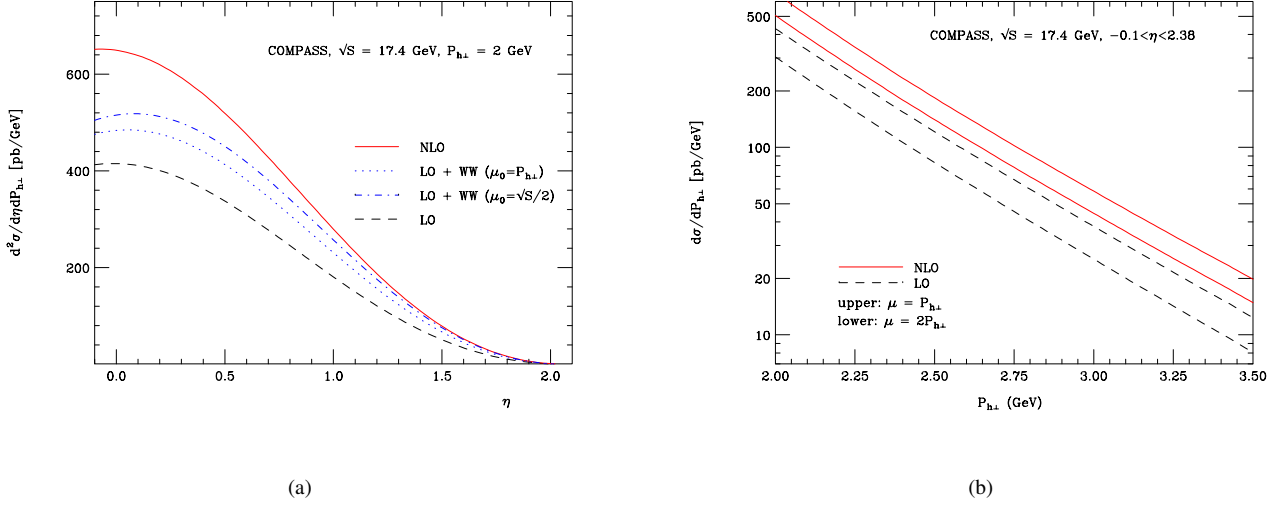 COMPASS, √S = 17.4 GeV, P_h⊥ = 2 GeV
600
400
200
d²σ/dηdP_h⊥ [pb/GeV]
NLO
LO + WW (μ₀=P_h⊥)
LO + WW (μ₀=√S/2)
LO
0.0 0.5 1.0 1.5 2.0
η
(a)
COMPASS, √S = 17.4 GeV, −0.1<η<2.38
500
200
100
50
20
10
dσ/dP_h⊥ [pb/GeV]
NLO
LO
upper: μ = P_h⊥
lower: μ = 2P_h⊥
2.00 2.25 2.50 2.75 3.00 3.25 3.50
P_h⊥ (GeV)
(b)